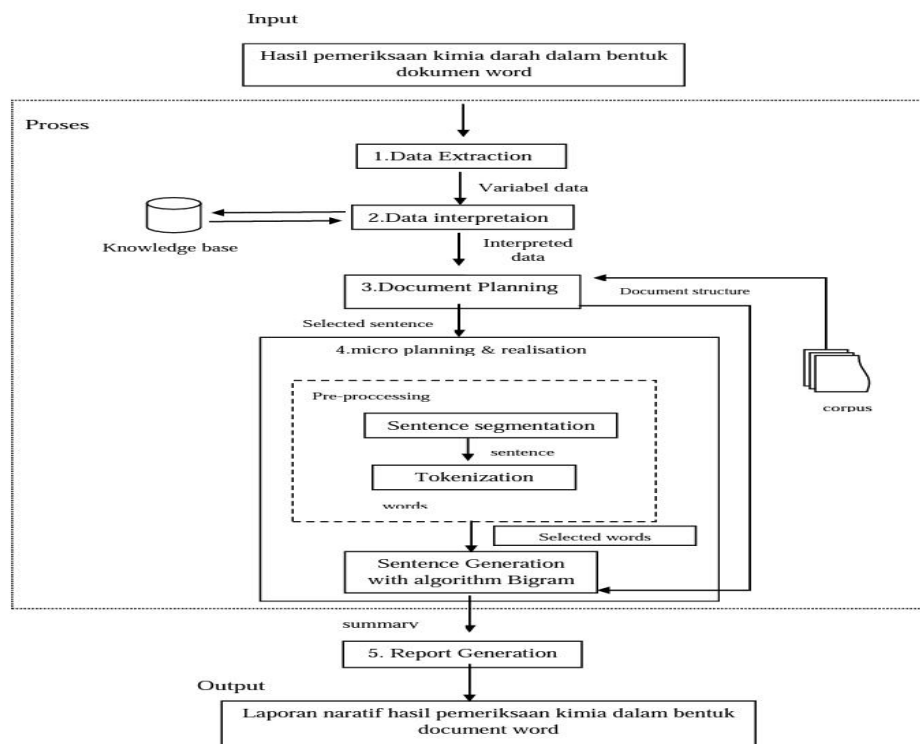 Input
Hasil pemeriksaan kimia darah dalam bentuk
dokumen word
Proses
1.Data Extraction
Variabel data
2.Data interpretaion
Knowledge base
Interpreted
data
3.Document Planning
Document structure
Selected sentence
4.micro planning & realisation
corpus
Pre-proccessing
Sentence segmentation
sentence
Tokenization
words
Selected words
Sentence Generation
with algorithm Bigram
summary
5. Report Generation
Output
Laporan naratif hasil pemeriksaan kimia dalam bentuk
document word